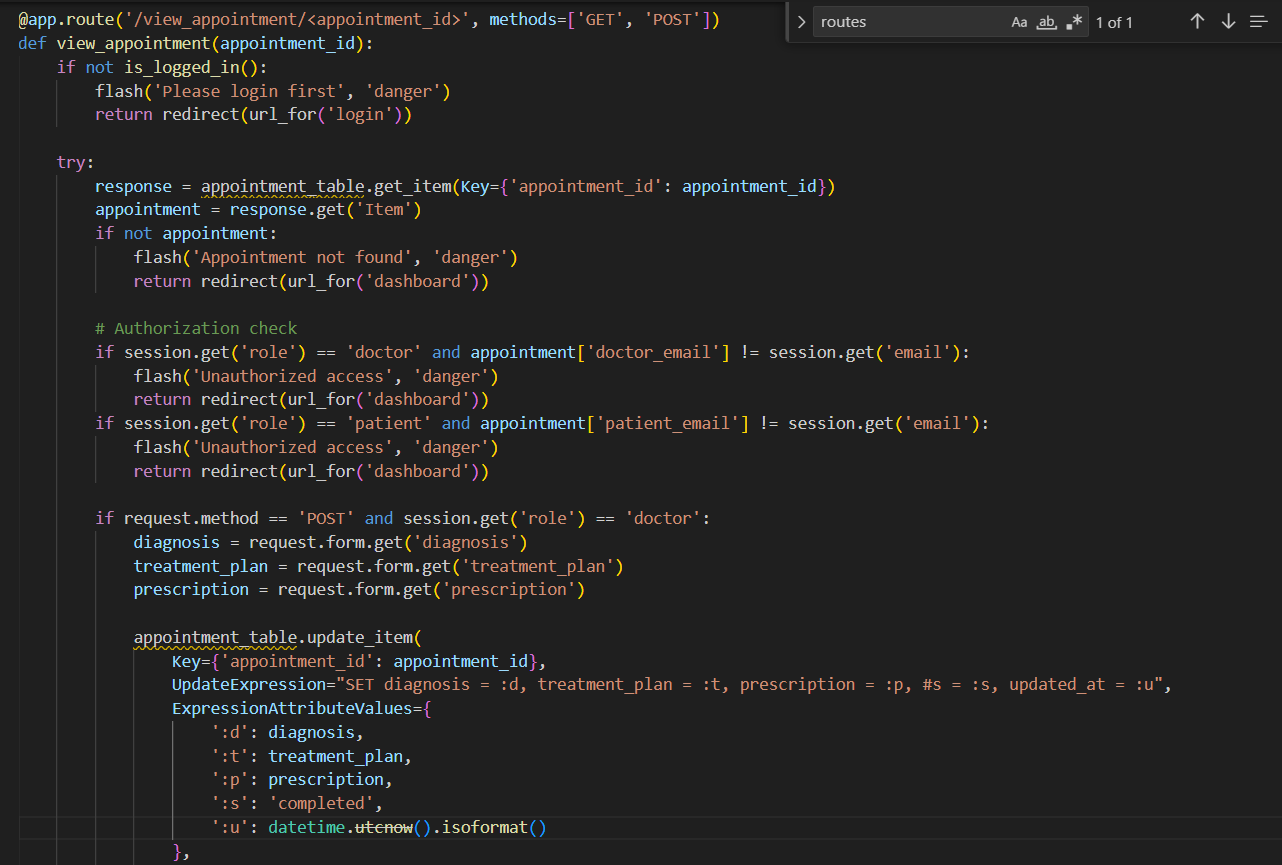 @app.route('/view_appointment/<appointment_id>', methods=['GET', 'POST'])
routes
Aa
ab
.*
1 of 1
def view_appointment(appointment_id):
    if not is_logged_in():
        flash('Please login first', 'danger')
        return redirect(url_for('login'))

    try:
        response = appointment_table.get_item(Key={'appointment_id': appointment_id})
        appointment = response.get('Item')
        if not appointment:
            flash('Appointment not found', 'danger')
            return redirect(url_for('dashboard'))

        # Authorization check
        if session.get('role') == 'doctor' and appointment['doctor_email'] != session.get('email'):
            flash('Unauthorized access', 'danger')
            return redirect(url_for('dashboard'))
        if session.get('role') == 'patient' and appointment['patient_email'] != session.get('email'):
            flash('Unauthorized access', 'danger')
            return redirect(url_for('dashboard'))

        if request.method == 'POST' and session.get('role') == 'doctor':
            diagnosis = request.form.get('diagnosis')
            treatment_plan = request.form.get('treatment_plan')
            prescription = request.form.get('prescription')

            appointment_table.update_item(
                Key={'appointment_id': appointment_id},
                UpdateExpression="SET diagnosis = :d, treatment_plan = :t, prescription = :p, #s = :s, updated_at = :u",
                ExpressionAttributeValues={
                    ':d': diagnosis,
                    ':t': treatment_plan,
                    ':p': prescription,
                    ':s': 'completed',
                    ':u': datetime.utcnow().isoformat()
                },